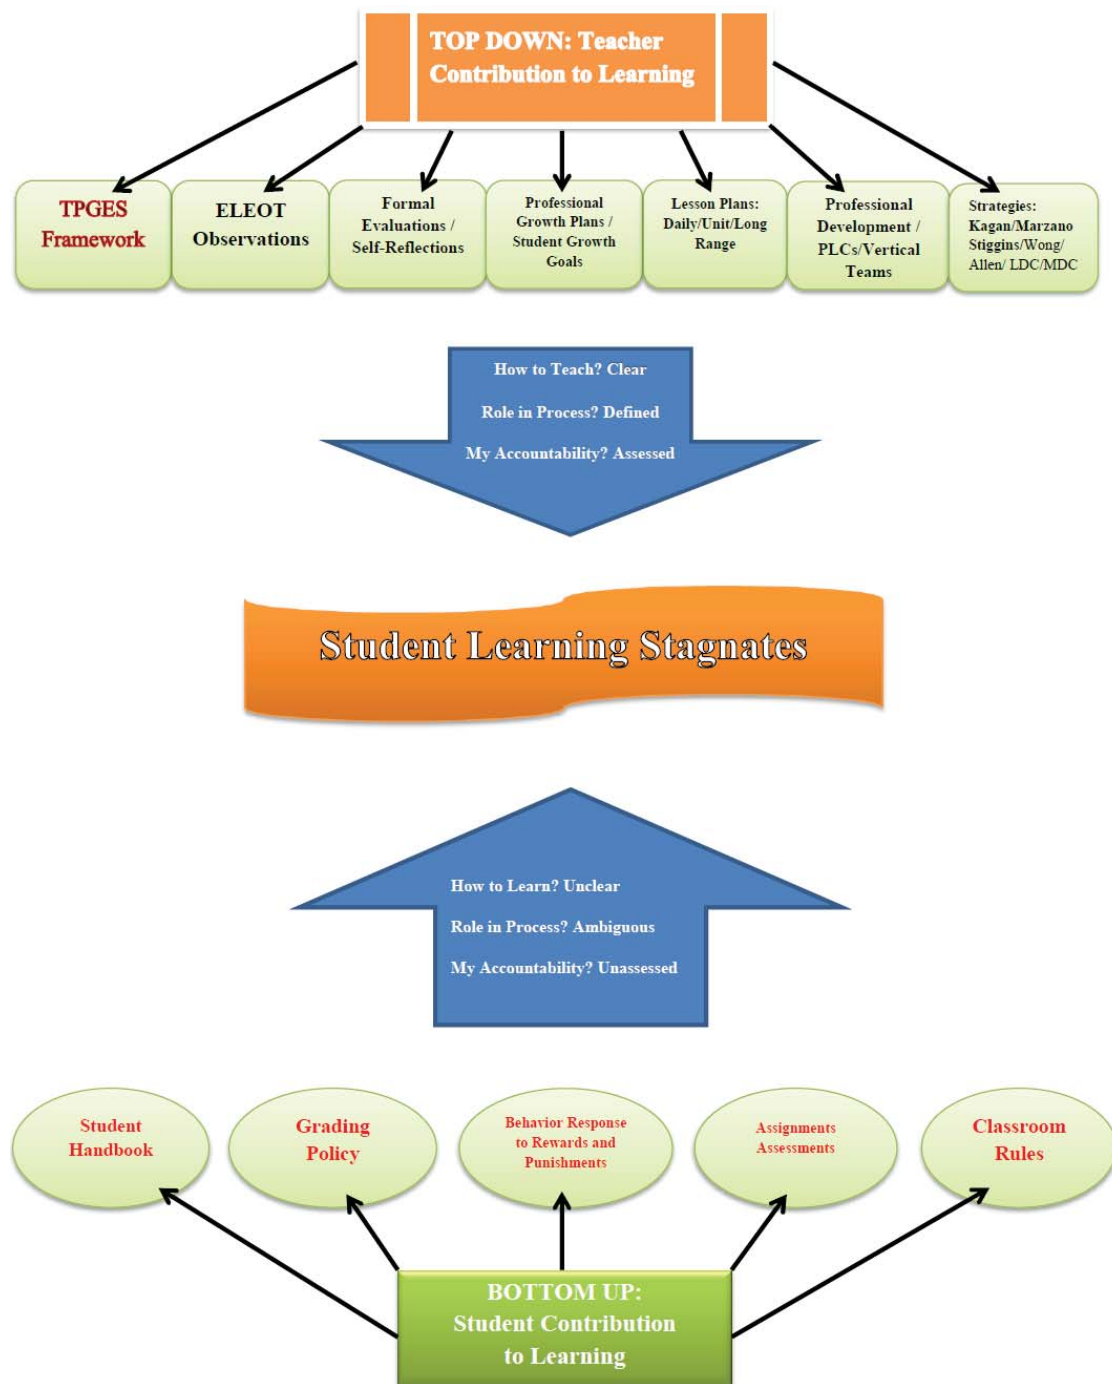 TOP DOWN: Teacher
Contribution to Learning
TPGES
Framework
ELEOT
Observations
Formal
Evaluations /
Self-Reflections
Professional
Growth Plans /
Student Growth
Goals
Lesson Plans:
Daily/Unit/Long
Range
Professional
Development /
PLCs/Vertical
Teams
Strategies:
Kagan/Marzano
Stiggins/Wong/
Allen/ LDC/MDC
How to Teach? Clear
Role in Process? Defined
My Accountability? Assessed
Student Learning Stagnates
How to Learn? Unclear
Role in Process? Ambiguous
My Accountability? Unassessed
Student
Handbook
Grading
Policy
Behavior Response
to Rewards and
Punishments
Assignments
Assessments
Classroom
Rules
BOTTOM UP:
Student Contribution
to Learning